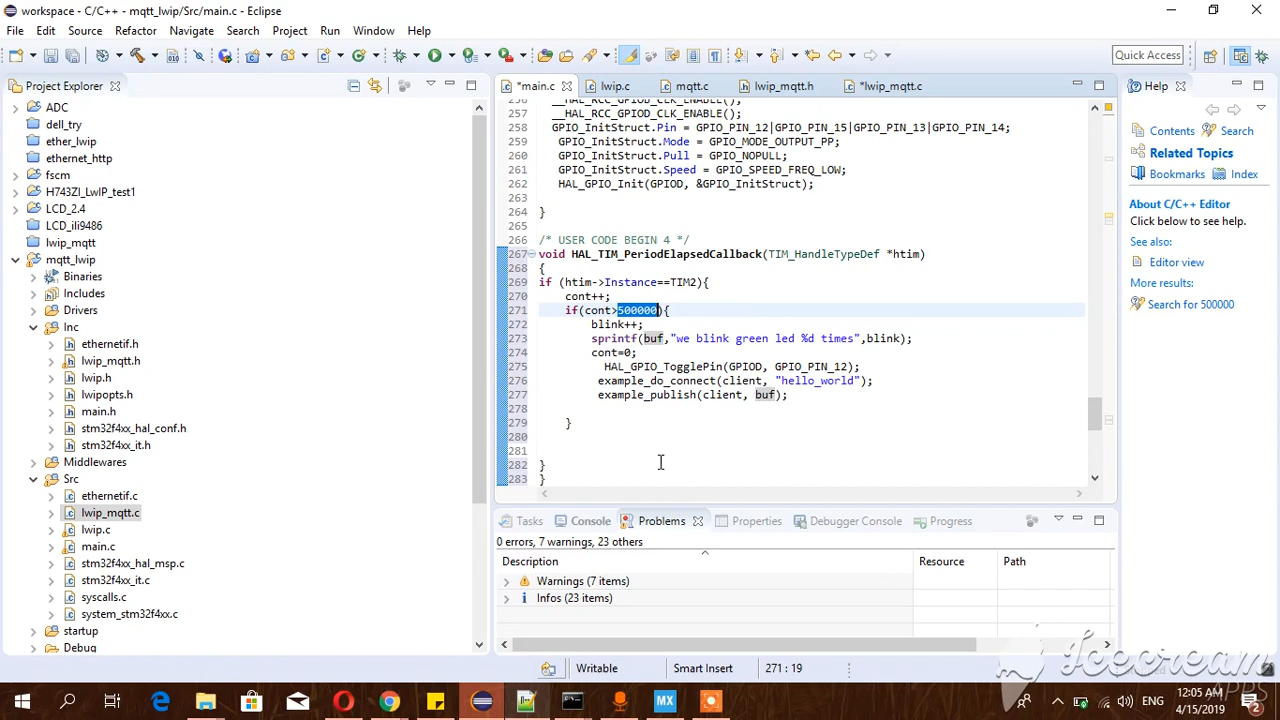 workspace - C/C++ - mqtt_lwip/Src/main.c - Eclipse
File Edit Source Refactor Navigate Search Project Run Window Help
Quick Access
Project Explorer
ADC
dell_try
ether_lwip
ethernet_http
fscm
H743ZI_LwIP_test1
LCD_2.4
LCD_ili9486
lwip_mqtt
mqtt_lwip
Binaries
Includes
Drivers
Inc
ethernetif.h
lwip_mqtt.h
lwip.h
lwipopts.h
main.h
stm32f4xx_hal_conf.h
stm32f4xx_it.h
Middlewares
Src
ethernetif.c
lwip_mqtt.c
lwip.c
main.c
stm32f4xx_hal_msp.c
stm32f4xx_it.c
syscalls.c
system_stm32f4xx.c
startup
Debug
*main.c lwip.c mqtt.c lwip_mqtt.h *lwip_mqtt.c
256 __HAL_RCC_GPIOD_CLK_ENABLE();
257 __HAL_RCC_GPIOD_CLK_ENABLE();
258 GPIO_InitStruct.Pin = GPIO_PIN_12|GPIO_PIN_15|GPIO_PIN_13|GPIO_PIN_14;
259 GPIO_InitStruct.Mode = GPIO_MODE_OUTPUT_PP;
260 GPIO_InitStruct.Pull = GPIO_NOPULL;
261 GPIO_InitStruct.Speed = GPIO_SPEED_FREQ_LOW;
262 HAL_GPIO_Init(GPIOD, &GPIO_InitStruct);
263
264 }
265
266 /* USER CODE BEGIN 4 */
267 void HAL_TIM_PeriodElapsedCallback(TIM_HandleTypeDef *htim)
268 {
269 if (htim->Instance==TIM2){
270 cont++;
271 if(cont>500000){
272 blink++;
273 sprintf(buf,"we blink green led %d times",blink);
274 cont=0;
275 HAL_GPIO_TogglePin(GPIOD, GPIO_PIN_12);
276 example_do_connect(client, "hello_world");
277 example_publish(client, buf);
278
279 }
280
281
282 }
283 }
Help
Contents Search
Related Topics
Bookmarks Index
About C/C++ Editor
Click below to see help.
See also:
Editor view
More results:
Search for 500000
Tasks Console Problems Properties Debugger Console Progress
0 errors, 7 warnings, 23 others
Description Resource Path
Warnings (7 items)
Infos (23 items)
Writable Smart Insert 271 : 19
Icecream
APPS
MX
ENG
12:05 AM
4/15/2019
2